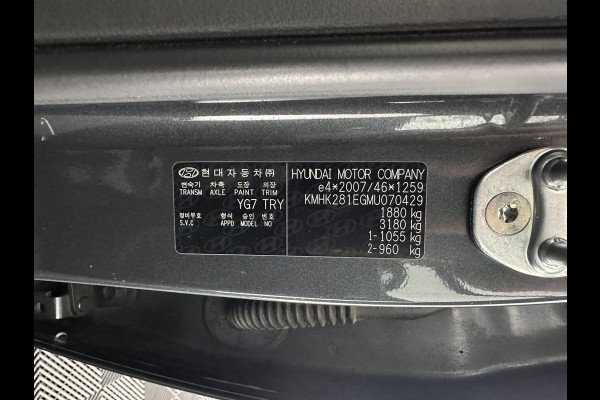 현대자동차㈜
변속기 차축 도장 의장
TRANSM AXLE PAINT TRIM
YG7 TRY
정비부호 형식 승인 번호
S.V.C APPD MODEL NO
HYUNDAI MOTOR COMPANY
e4*2007/46*1259
KMHK281EGMU070429
1880 kg
3180 kg
1-1055 kg
2-960 kg